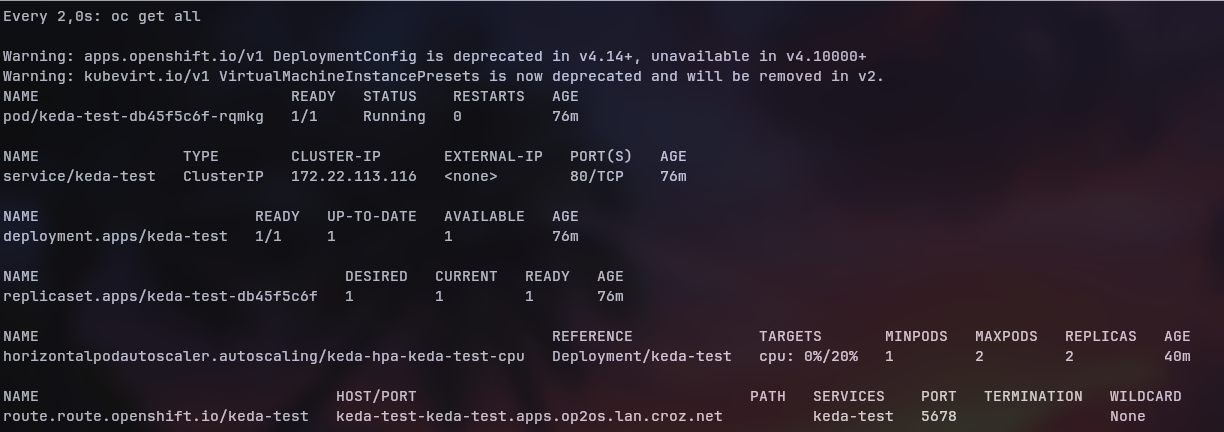 Every 2,0s: oc get all
Warning: apps.openshift.io/v1 DeploymentConfig is deprecated in v4.14+, unavailable in v4.10000+
Warning: kubevirt.io/v1 VirtualMachineInstancePresets is now deprecated and will be removed in v2.
NAME                            READY   STATUS    RESTARTS   AGE
pod/keda-test-db45f5c6f-rqmkg   1/1     Running   0          76m
NAME                TYPE        CLUSTER-IP       EXTERNAL-IP   PORT(S)   AGE
service/keda-test   ClusterIP   172.22.113.116   <none>        80/TCP    76m
NAME                        READY   UP-TO-DATE   AVAILABLE   AGE
deployment.apps/keda-test   1/1     1            1           76m
NAME                                  DESIRED   CURRENT   READY   AGE
replicaset.apps/keda-test-db45f5c6f   1         1         1       76m
NAME                                                         REFERENCE              TARGETS       MINPODS   MAXPODS   REPLICAS   AGE
horizontalpodautoscaler.autoscaling/keda-hpa-keda-test-cpu   Deployment/keda-test   cpu: 0%/20%   1         2         2          40m
NAME                                 HOST/PORT                                     PATH   SERVICES    PORT   TERMINATION   WILDCARD
route.route.openshift.io/keda-test   keda-test-keda-test.apps.op2os.lan.croz.net          keda-test   5678                 None